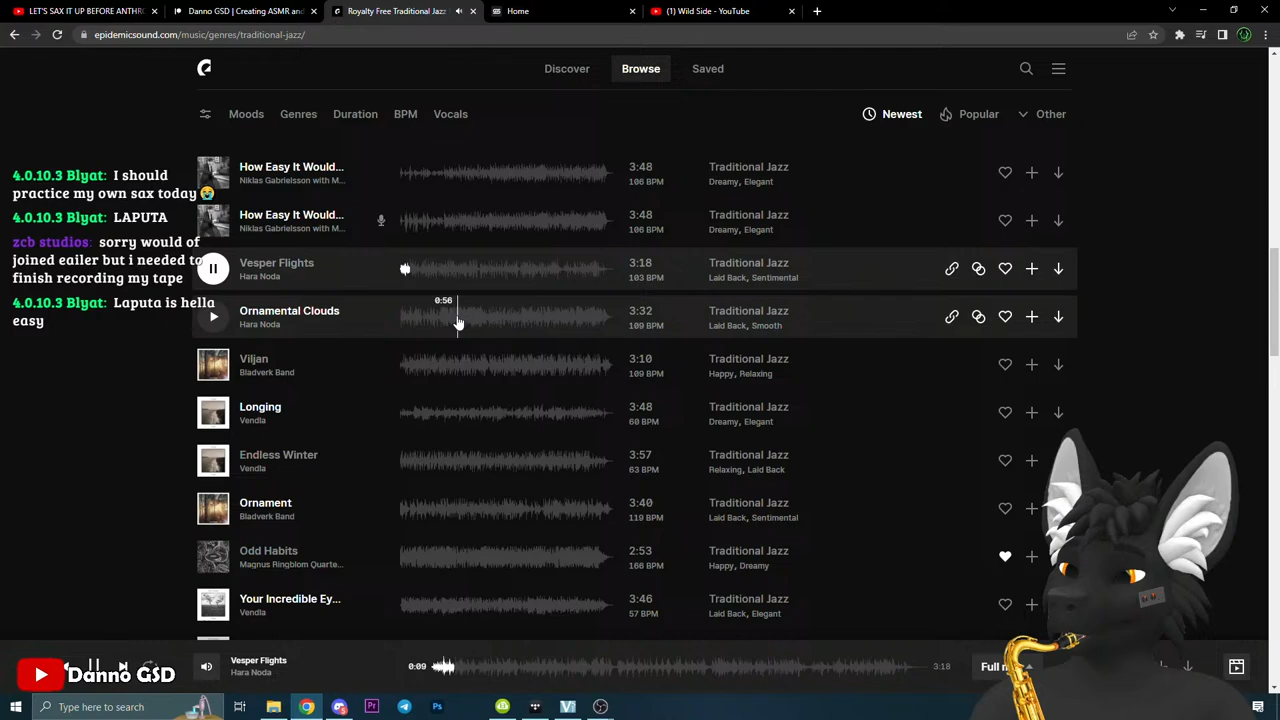 LET'S SAX IT UP BEFORE ANTHRO
Danno GSD | Creating ASMR and
Royalty Free Traditional Jazz
Home
(1) Wild Side - YouTube
epidemicsound.com/music/genres/traditional-jazz/
Discover
Browse
Saved
Moods
Genres
Duration
BPM
Vocals
Newest
Popular
Other
How Easy It Would...
Niklas Gabrielsson with M...
3:48
106 BPM
Traditional Jazz
Dreamy, Elegant
How Easy It Would...
Niklas Gabrielsson with M...
3:48
106 BPM
Traditional Jazz
Dreamy, Elegant
Vesper Flights
Hara Noda
3:18
103 BPM
Traditional Jazz
Laid Back, Sentimental
0:56
Ornamental Clouds
Hara Noda
3:32
109 BPM
Traditional Jazz
Laid Back, Smooth
Viljan
Bladverk Band
3:10
109 BPM
Traditional Jazz
Happy, Relaxing
Longing
Vendla
3:48
60 BPM
Traditional Jazz
Dreamy, Elegant
Endless Winter
Vendla
3:57
63 BPM
Traditional Jazz
Relaxing, Laid Back
Ornament
Bladverk Band
3:40
119 BPM
Traditional Jazz
Laid Back, Sentimental
Odd Habits
Magnus Ringblom Quarte...
2:53
166 BPM
Traditional Jazz
Happy, Dreamy
Your Incredible Ey...
Vendla
3:46
57 BPM
Traditional Jazz
Laid Back, Elegant
4.0.10.3 Blyat: I should
practice my own sax today😭
4.0.10.3 Blyat: LAPUTA
zcb studios: sorry would of
joined eailer but i needed to
finish recording my tape
4.0.10.3 Blyat: Laputa is hella
easy
Danno GSD
Vesper Flights
Hara Noda
0:09
3:18
Full
Type here to search